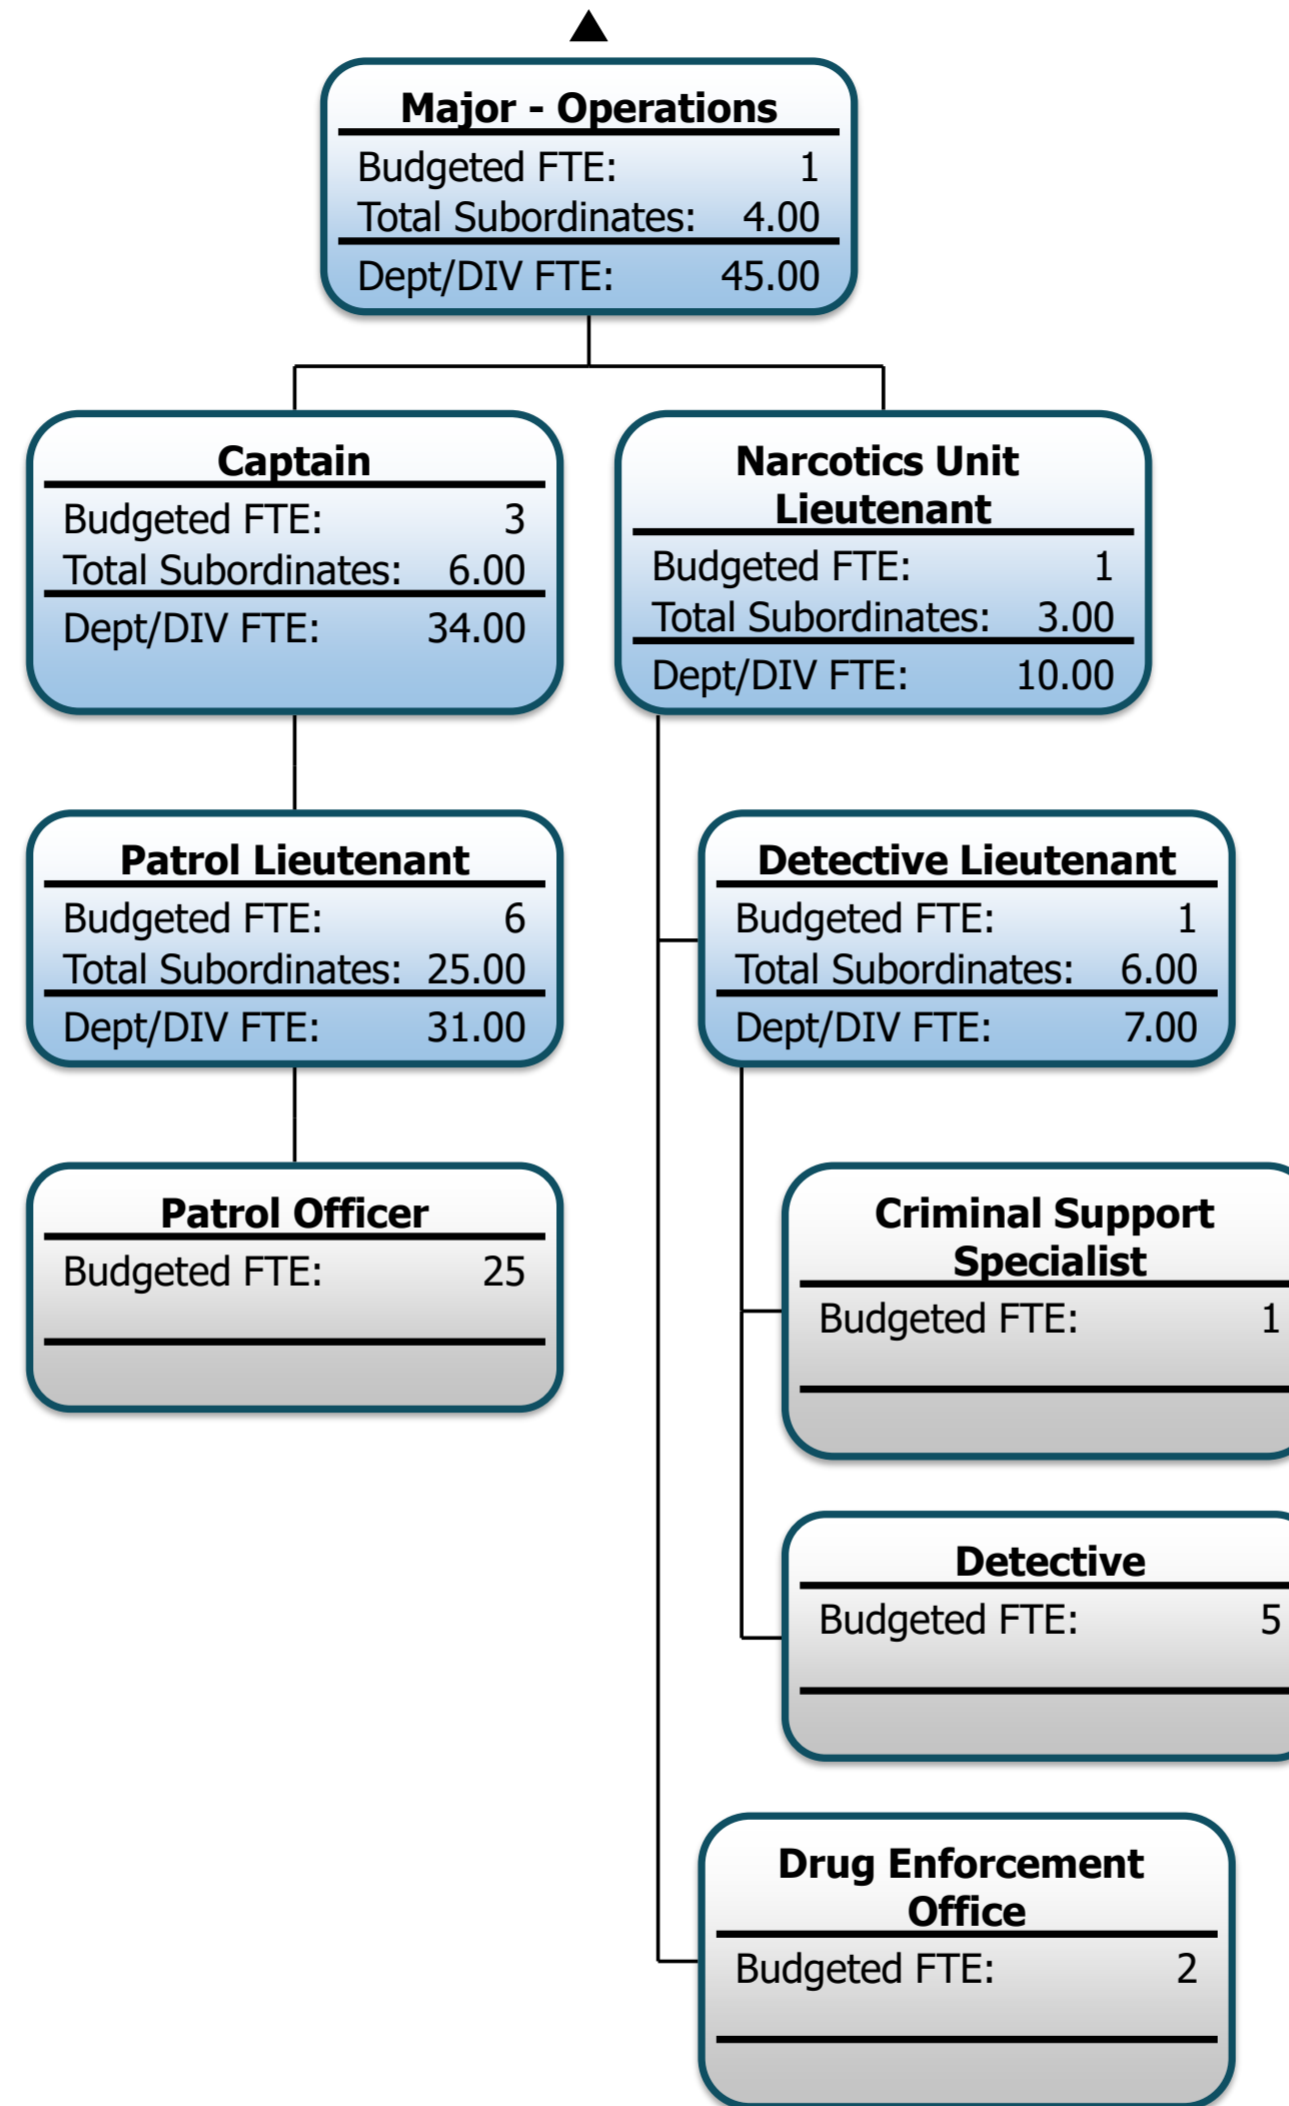 Major - Operations
Budgeted FTE: 1
Total Subordinates: 4.00
Dept/DIV FTE: 45.00
Captain
Budgeted FTE: 3
Total Subordinates: 6.00
Dept/DIV FTE: 34.00
Narcotics Unit
Lieutenant
Budgeted FTE: 1
Total Subordinates: 3.00
Dept/DIV FTE: 10.00
Patrol Lieutenant
Budgeted FTE: 6
Total Subordinates: 25.00
Dept/DIV FTE: 31.00
Detective Lieutenant
Budgeted FTE: 1
Total Subordinates: 6.00
Dept/DIV FTE: 7.00
Patrol Officer
Budgeted FTE: 25
Criminal Support
Specialist
Budgeted FTE: 1
Detective
Budgeted FTE: 5
Drug Enforcement
Office
Budgeted FTE: 2